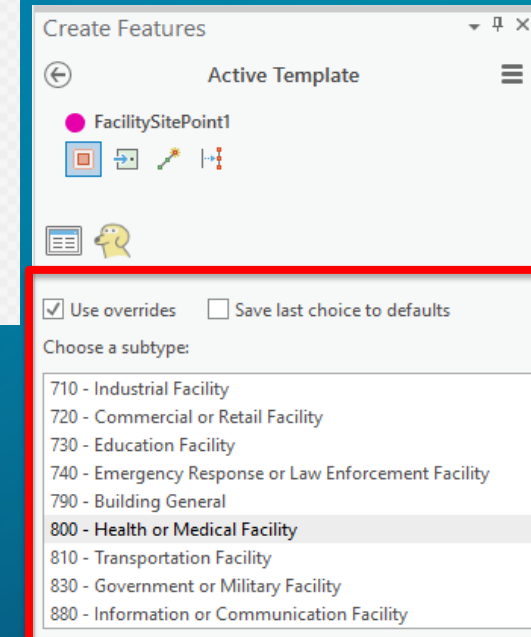 Create Features
Active Template
FacilitySitePoint1
Use overrides Save last choice to defaults
Choose a subtype:
710 - Industrial Facility
720 - Commercial or Retail Facility
730 - Education Facility
740 - Emergency Response or Law Enforcement Facility
790 - Building General
800 - Health or Medical Facility
810 - Transportation Facility
830 - Government or Military Facility
880 - Information or Communication Facility